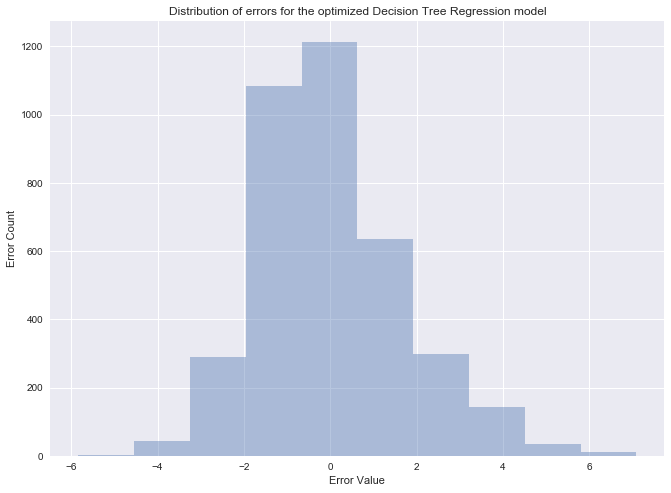 Distribution of errors for the optimized Decision Tree Regression model
1200
1000
800
600
400
200
0
Error Count
−6 −4 −2 0 2 4 6
Error Value